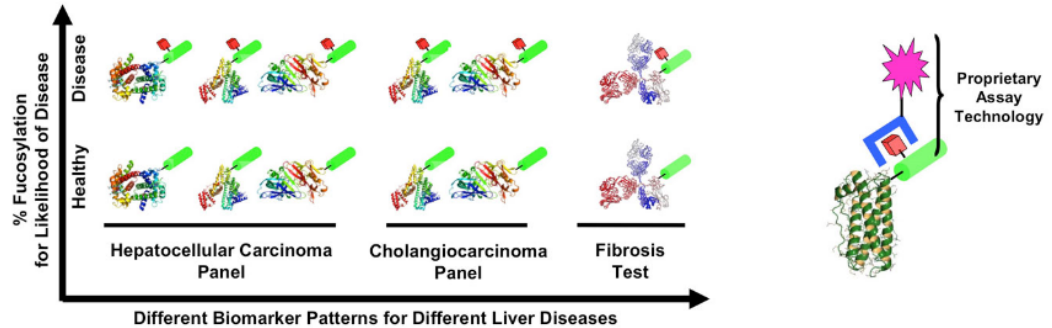 % Fucosylation
for Likelihood of Disease
Disease
Healthy
Hepatocellular Carcinoma
Panel
Cholangiocarcinoma
Panel
Fibrosis
Test
Different Biomarker Patterns for Different Liver Diseases
Proprietary
Assay
Technology